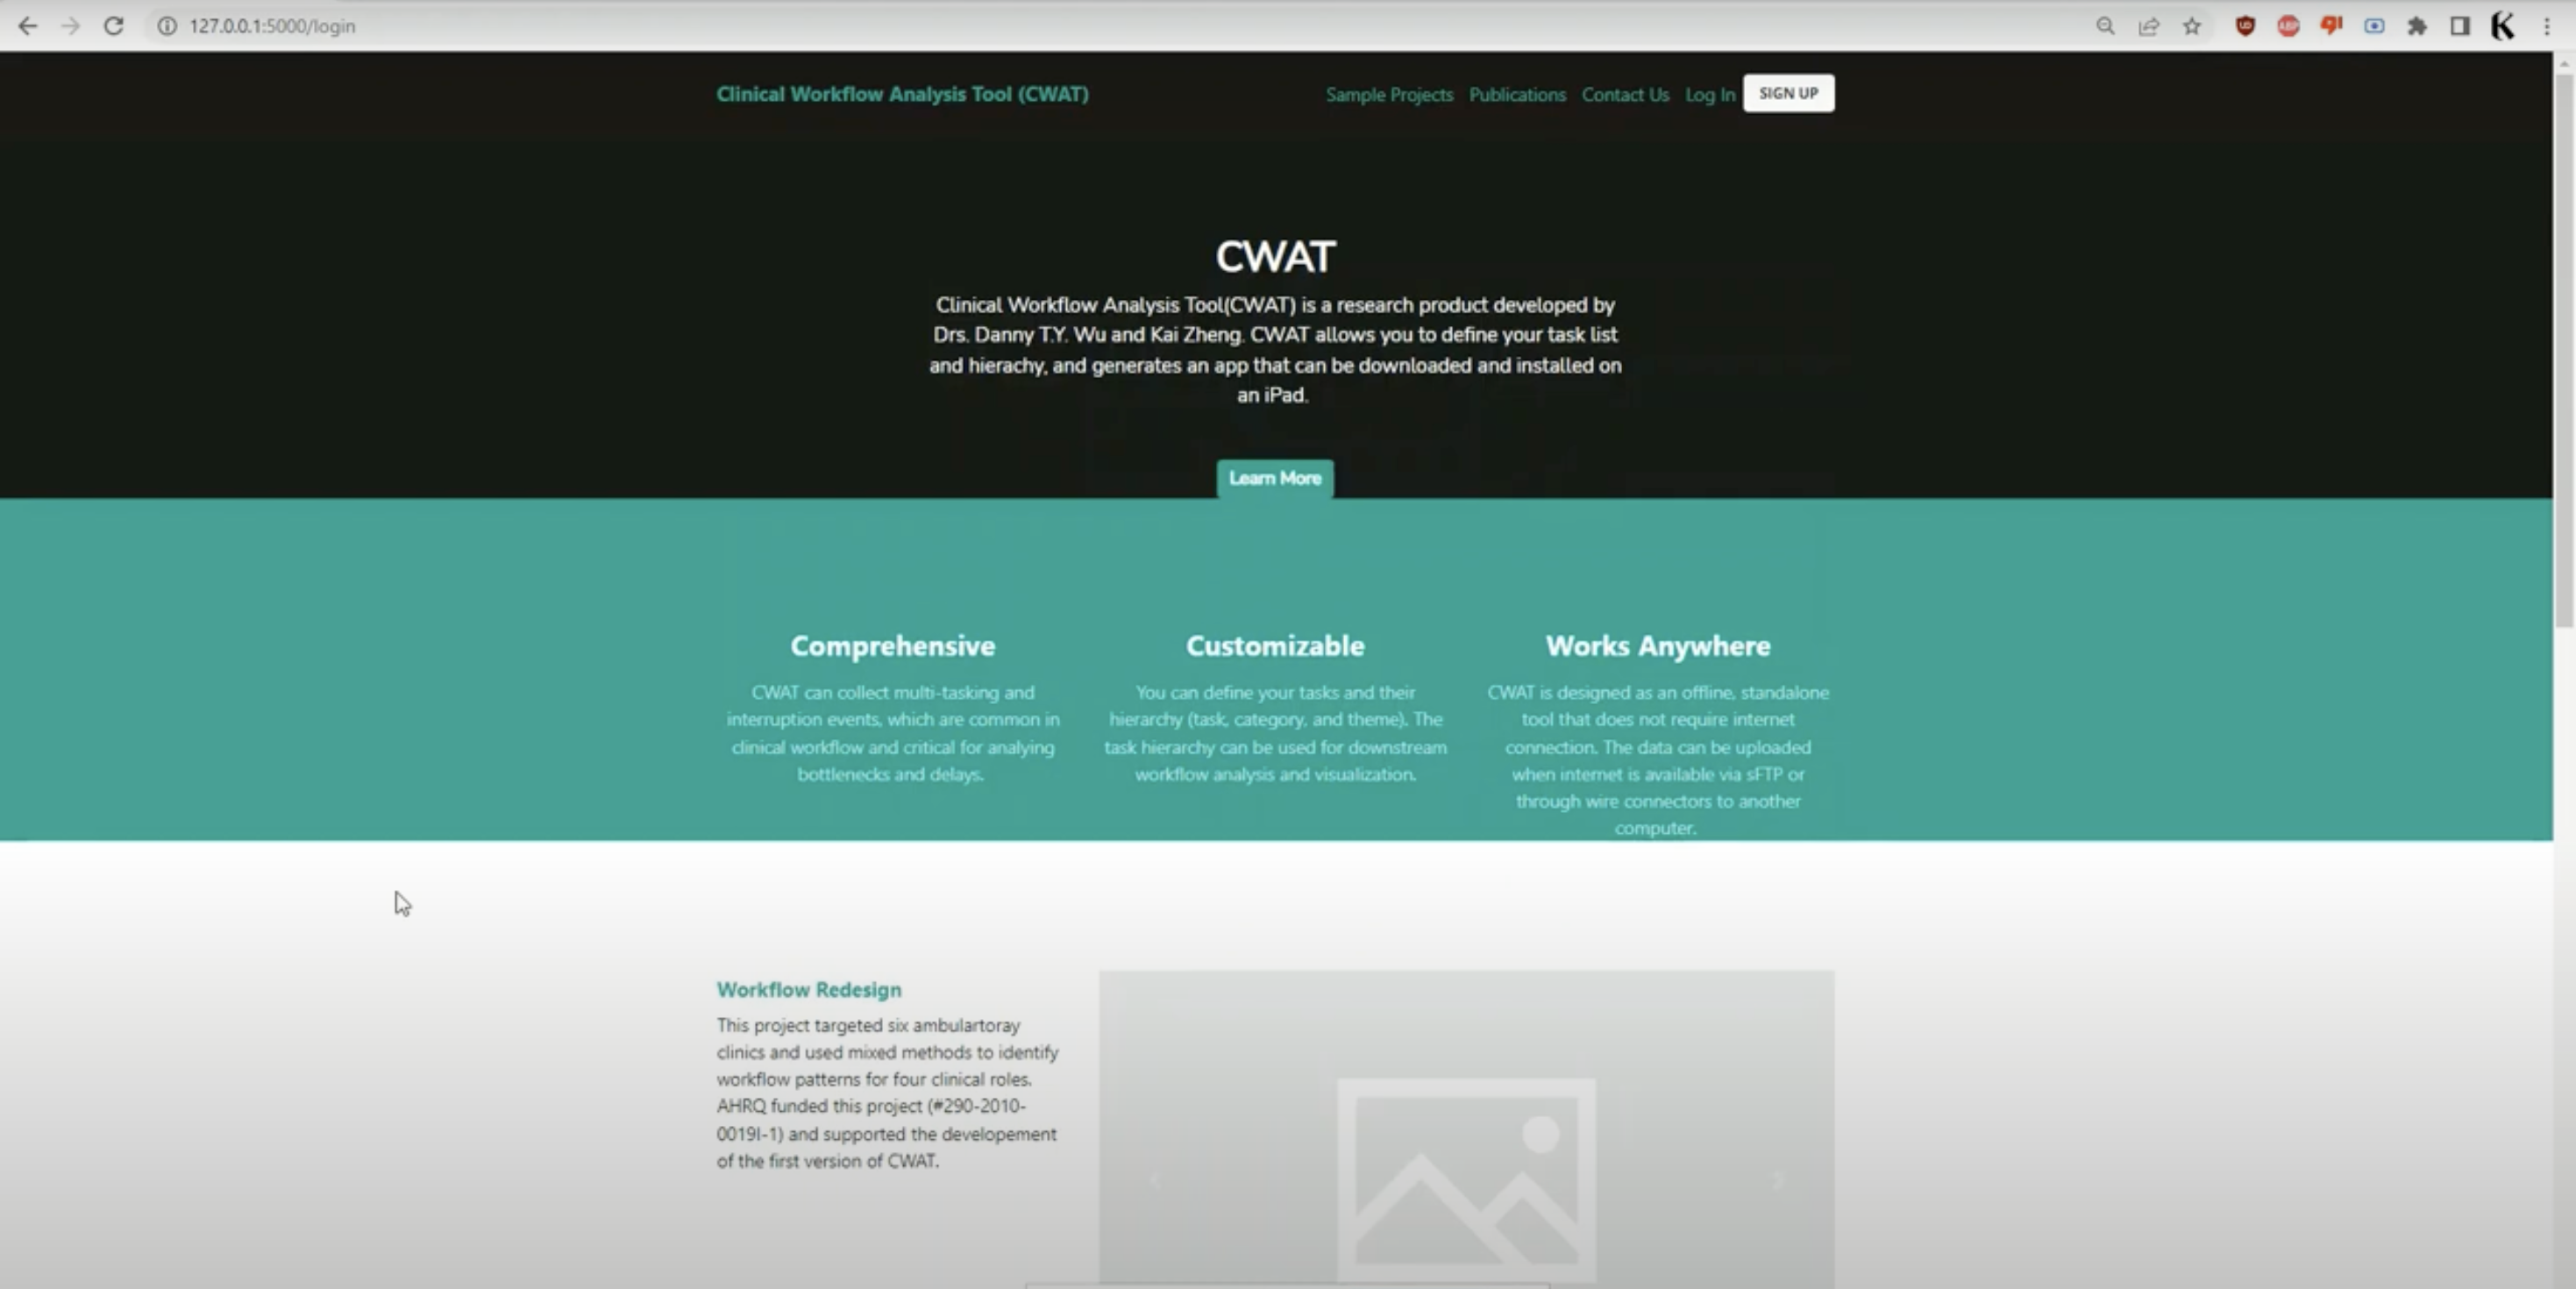 127.0.0.1:5000/login
Clinical Workflow Analysis Tool (CWAT)
Sample Projects Publications Contact Us Log In SIGN UP
CWAT
Clinical Workflow Analysis Tool(CWAT) is a research product developed by
Drs. Danny T.Y. Wu and Kai Zheng. CWAT allows you to define your task list
and hierachy, and generates an app that can be downloaded and installed on
an iPad.
Learn More
Comprehensive
CWAT can collect multi-tasking and
interruption events, which are common in
clinical workflow and critical for analying
bottlenecks and delays.
Customizable
You can define your tasks and their
hierarchy (task, category, and theme). The
task hierarchy can be used for downstream
workflow analysis and visualization.
Works Anywhere
CWAT is designed as an offline, standalone
tool that does not require internet
connection. The data can be uploaded
when internet is available via sFTP or
through wire connectors to another
computer.
Workflow Redesign
This project targeted six ambulartoray
clinics and used mixed methods to identify
workflow patterns for four clinical roles.
AHRQ funded this project (#290-2010-
0019I-1) and supported the developement
of the first version of CWAT.